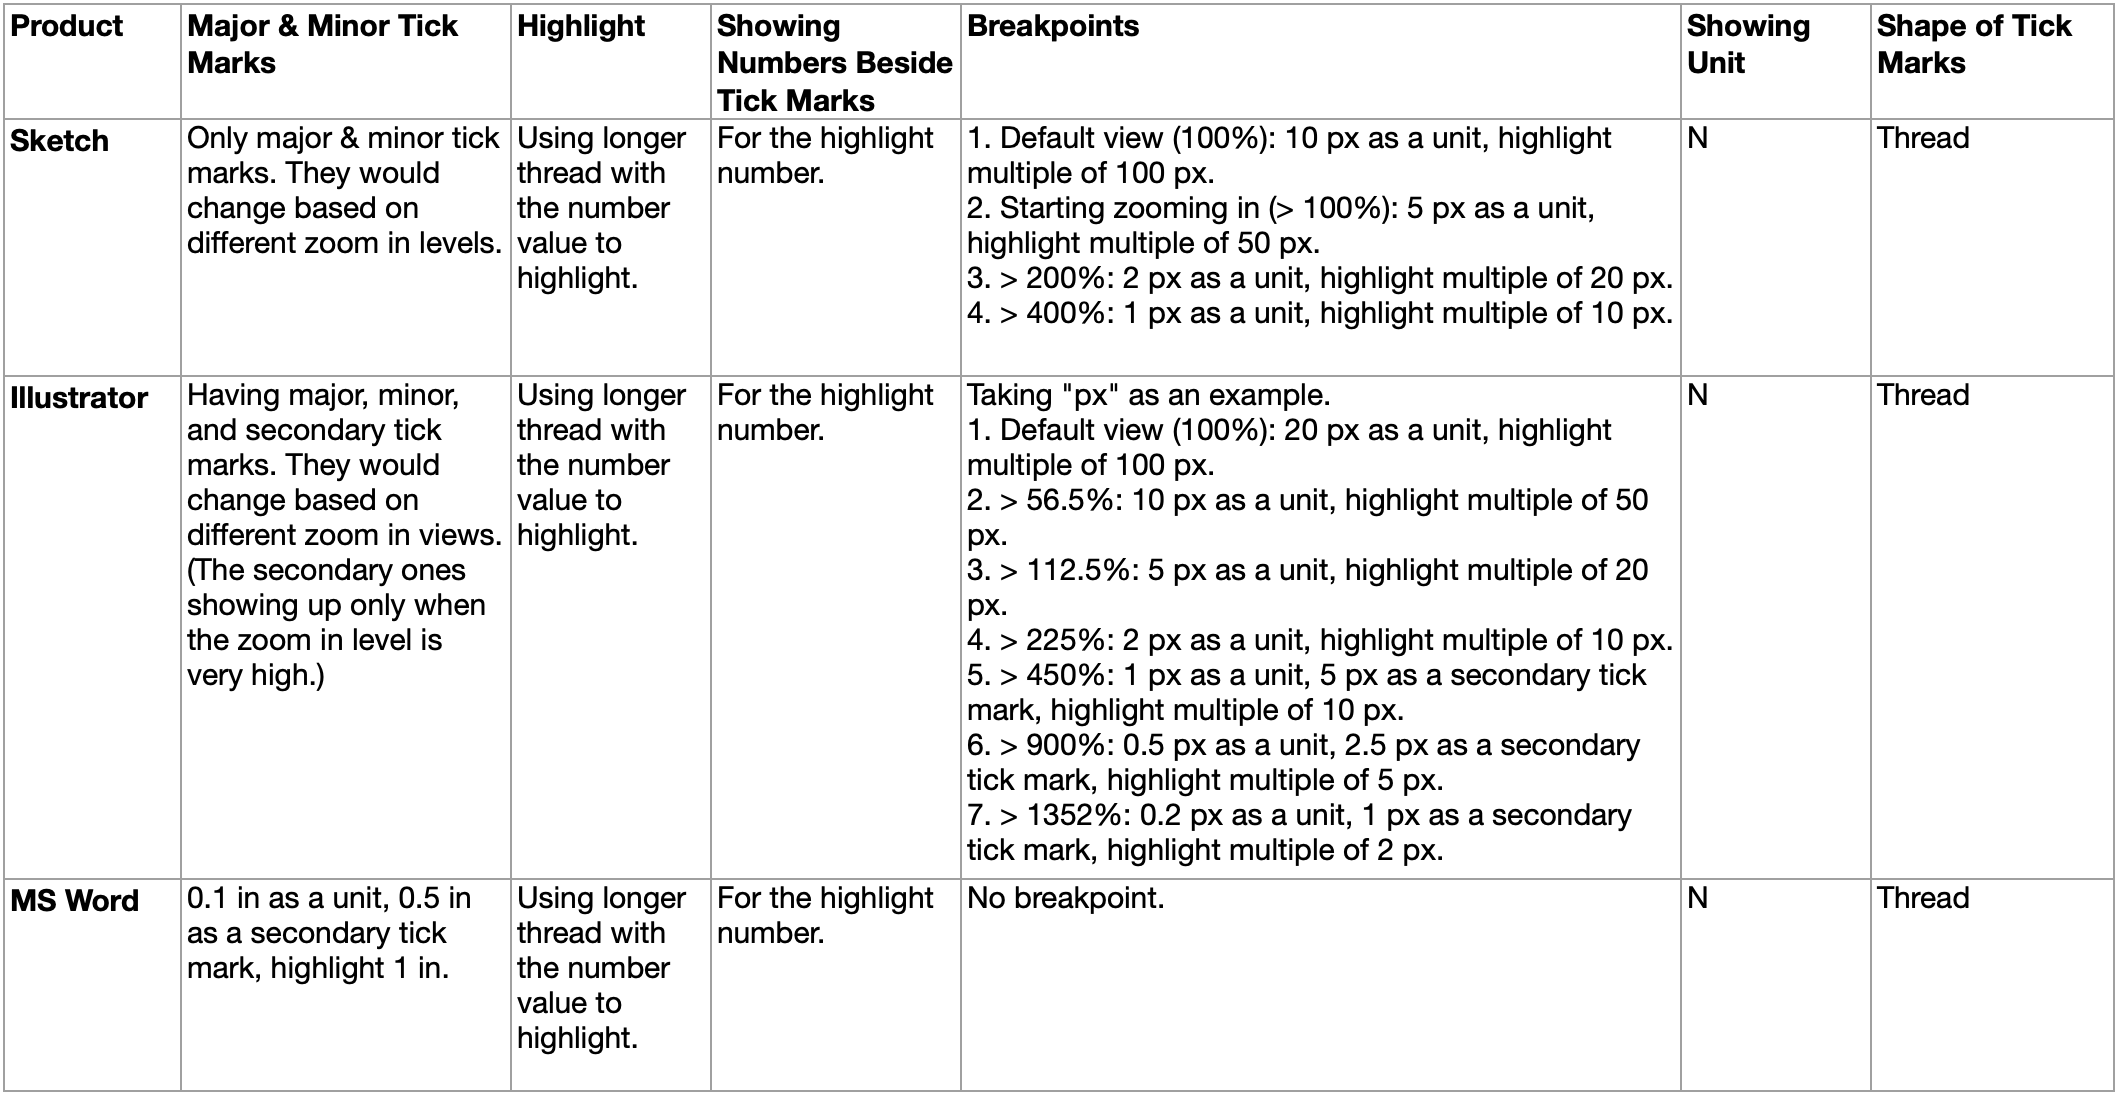 Product
Major & Minor Tick
Marks
Highlight
Showing
Numbers Beside
Tick Marks
Breakpoints
Showing
Unit
Shape of Tick
Marks
Sketch
Only major & minor tick
marks. They would
change based on
different zoom in levels.
Using longer
thread with
the number
value to
highlight.
For the highlight
number.
1. Default view (100%): 10 px as a unit, highlight
multiple of 100 px.
2. Starting zooming in (> 100%): 5 px as a unit,
highlight multiple of 50 px.
3. > 200%: 2 px as a unit, highlight multiple of 20 px.
4. > 400%: 1 px as a unit, highlight multiple of 10 px.
N
Thread
Illustrator
Having major, minor,
and secondary tick
marks. They would
change based on
different zoom in views.
(The secondary ones
showing up only when
the zoom in level is
very high.)
Using longer
thread with
the number
value to
highlight.
For the highlight
number.
Taking "px" as an example.
1. Default view (100%): 20 px as a unit, highlight
multiple of 100 px.
2. > 56.5%: 10 px as a unit, highlight multiple of 50
px.
3. > 112.5%: 5 px as a unit, highlight multiple of 20
px.
4. > 225%: 2 px as a unit, highlight multiple of 10 px.
5. > 450%: 1 px as a unit, 5 px as a secondary tick
mark, highlight multiple of 10 px.
6. > 900%: 0.5 px as a unit, 2.5 px as a secondary
tick mark, highlight multiple of 5 px.
7. > 1352%: 0.2 px as a unit, 1 px as a secondary
tick mark, highlight multiple of 2 px.
N
Thread
MS Word
0.1 in as a unit, 0.5 in
as a secondary tick
mark, highlight 1 in.
Using longer
thread with
the number
value to
highlight.
For the highlight
number.
No breakpoint.
N
Thread